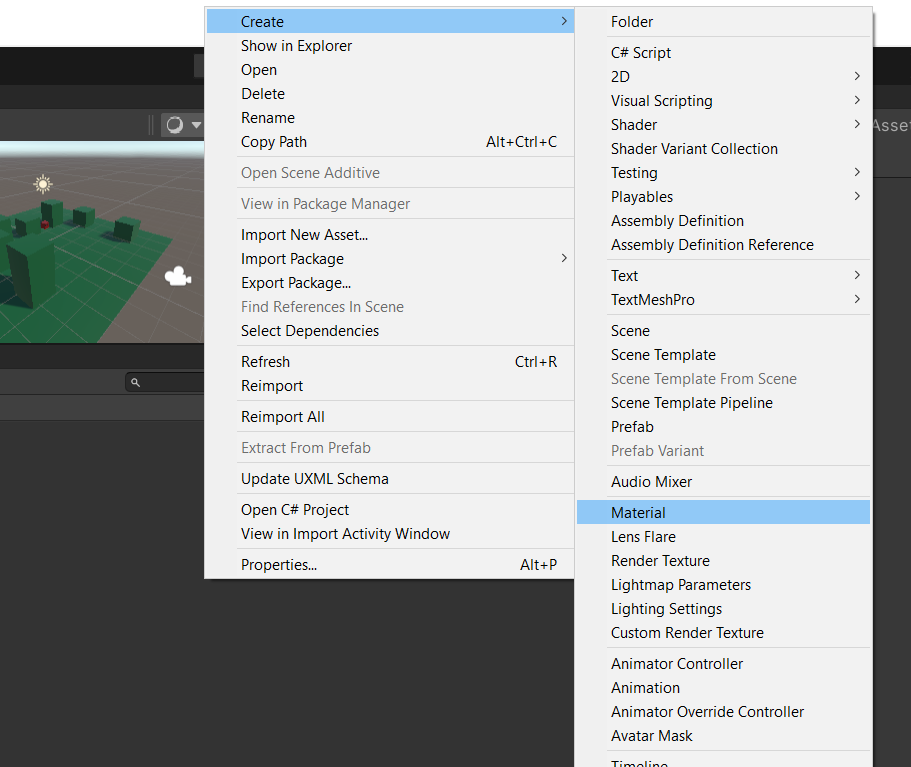 Create
Show in Explorer
Open
Delete
Rename
Copy Path Alt+Ctrl+C
Open Scene Additive
View in Package Manager
Import New Asset...
Import Package
Export Package...
Find References In Scene
Select Dependencies
Refresh Ctrl+R
Reimport
Reimport All
Extract From Prefab
Update UXML Schema
Open C# Project
View in Import Activity Window
Properties... Alt+P
Folder
C# Script
2D
Visual Scripting
Shader
Shader Variant Collection
Testing
Playables
Assembly Definition
Assembly Definition Reference
Text
TextMeshPro
Scene
Scene Template
Scene Template From Scene
Scene Template Pipeline
Prefab
Prefab Variant
Audio Mixer
Material
Lens Flare
Render Texture
Lightmap Parameters
Lighting Settings
Custom Render Texture
Animator Controller
Animation
Animator Override Controller
Avatar Mask
Timeline
Asset